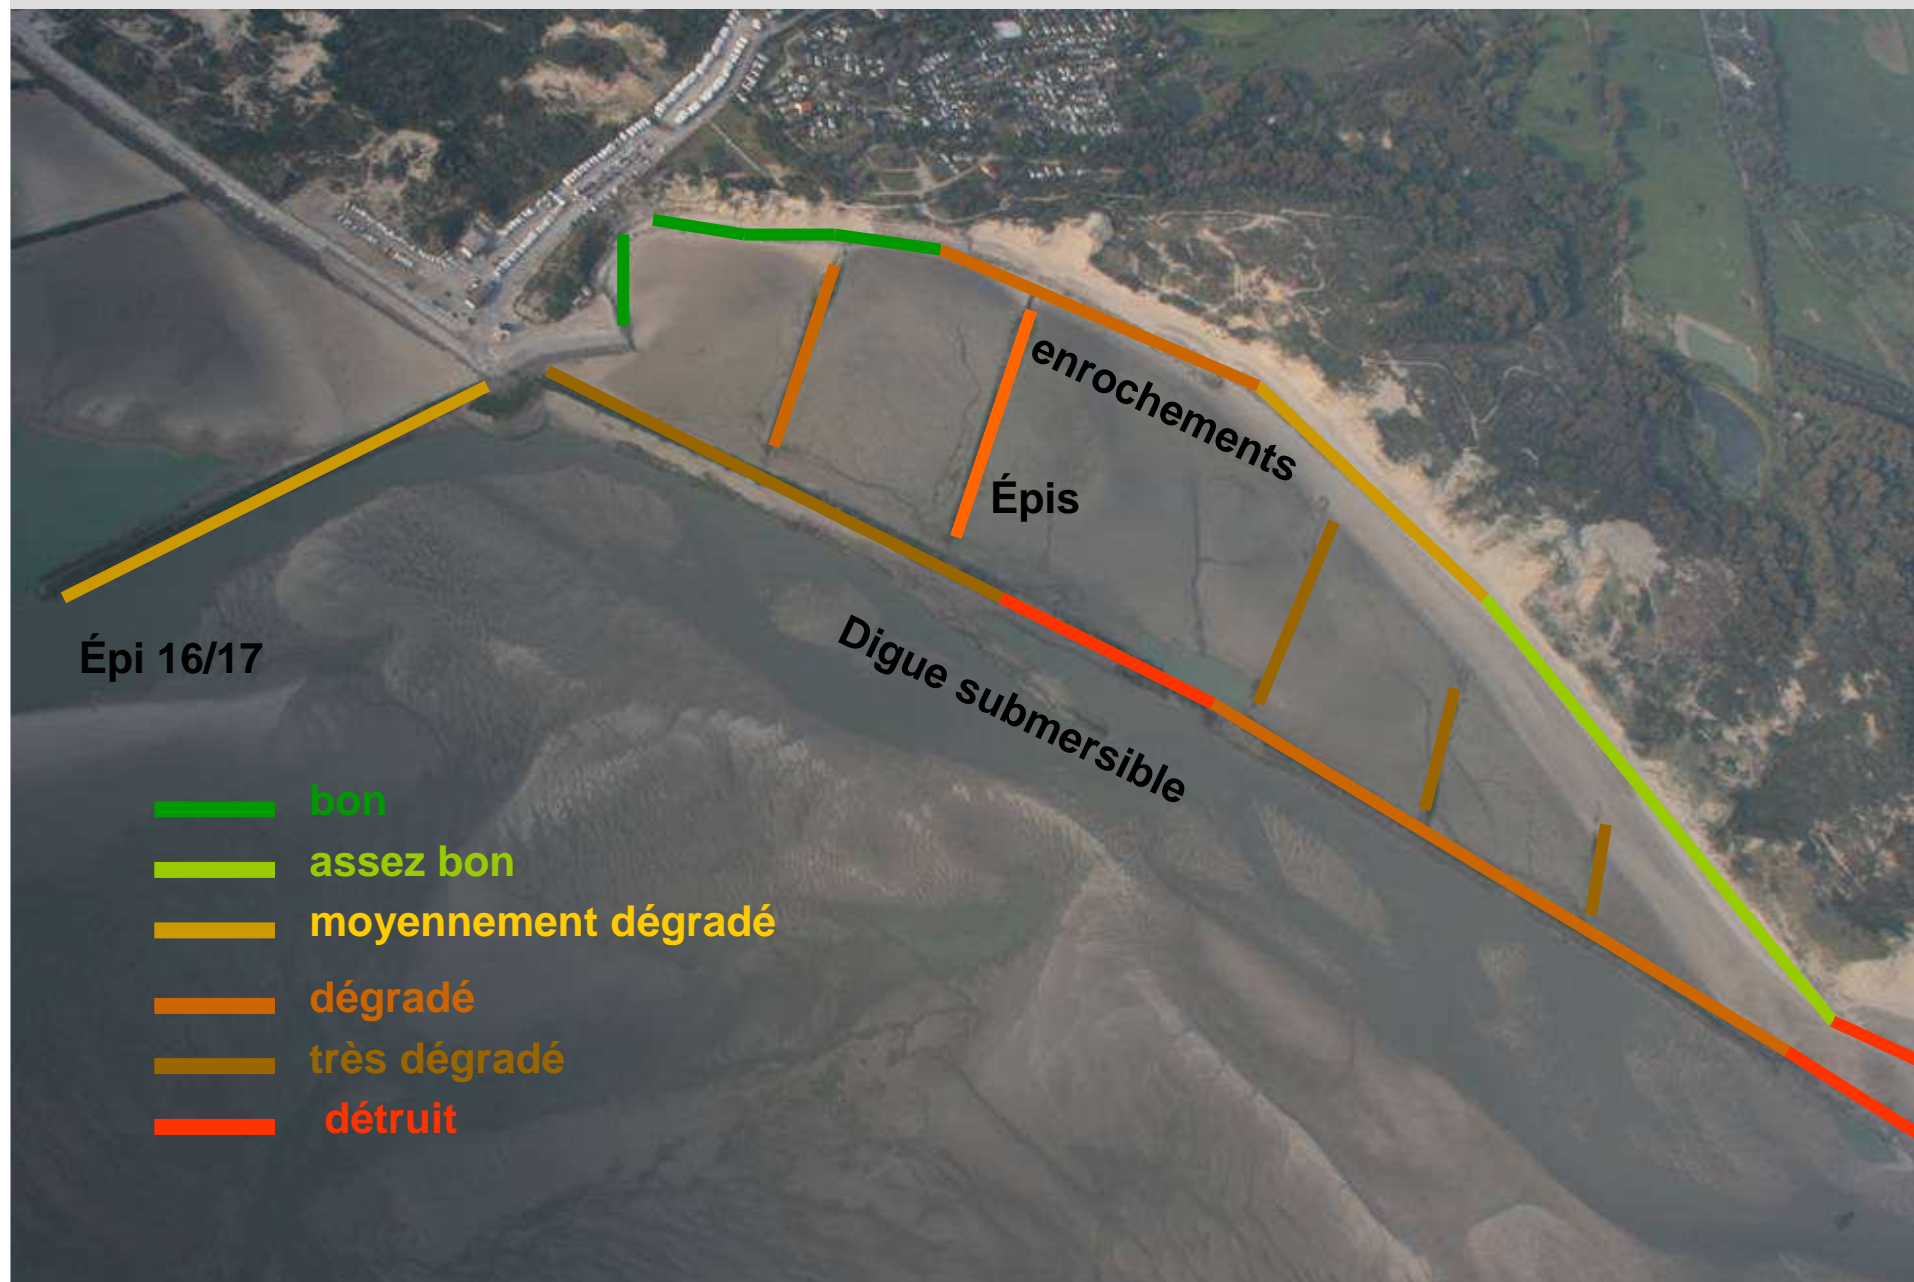 enrochements
Épis
Digue submersible
Épi 16/17
bon
assez bon
moyennement dégradé
dégradé
très dégradé
détruit